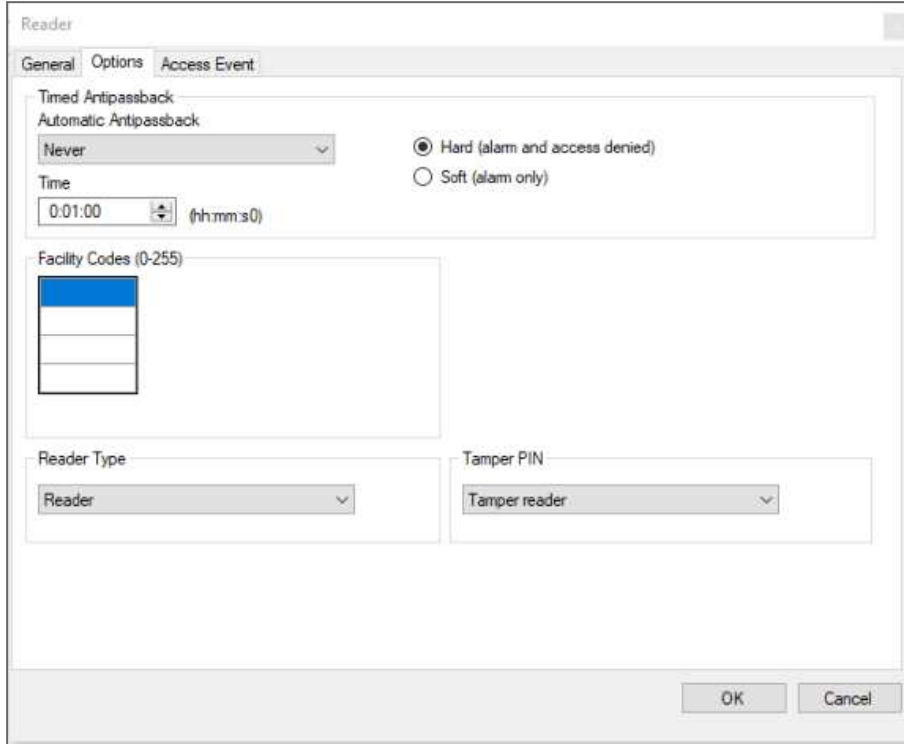 Reader
General Options Access Event
Timed Antipassback
Automatic Antipassback
Never
Hard (alarm and access denied)
Soft (alarm only)
Time
0:01:00 (hh:mm:s0)
Facility Codes (0-255)
Reader Type
Reader
Tamper PIN
Tamper reader
OK Cancel